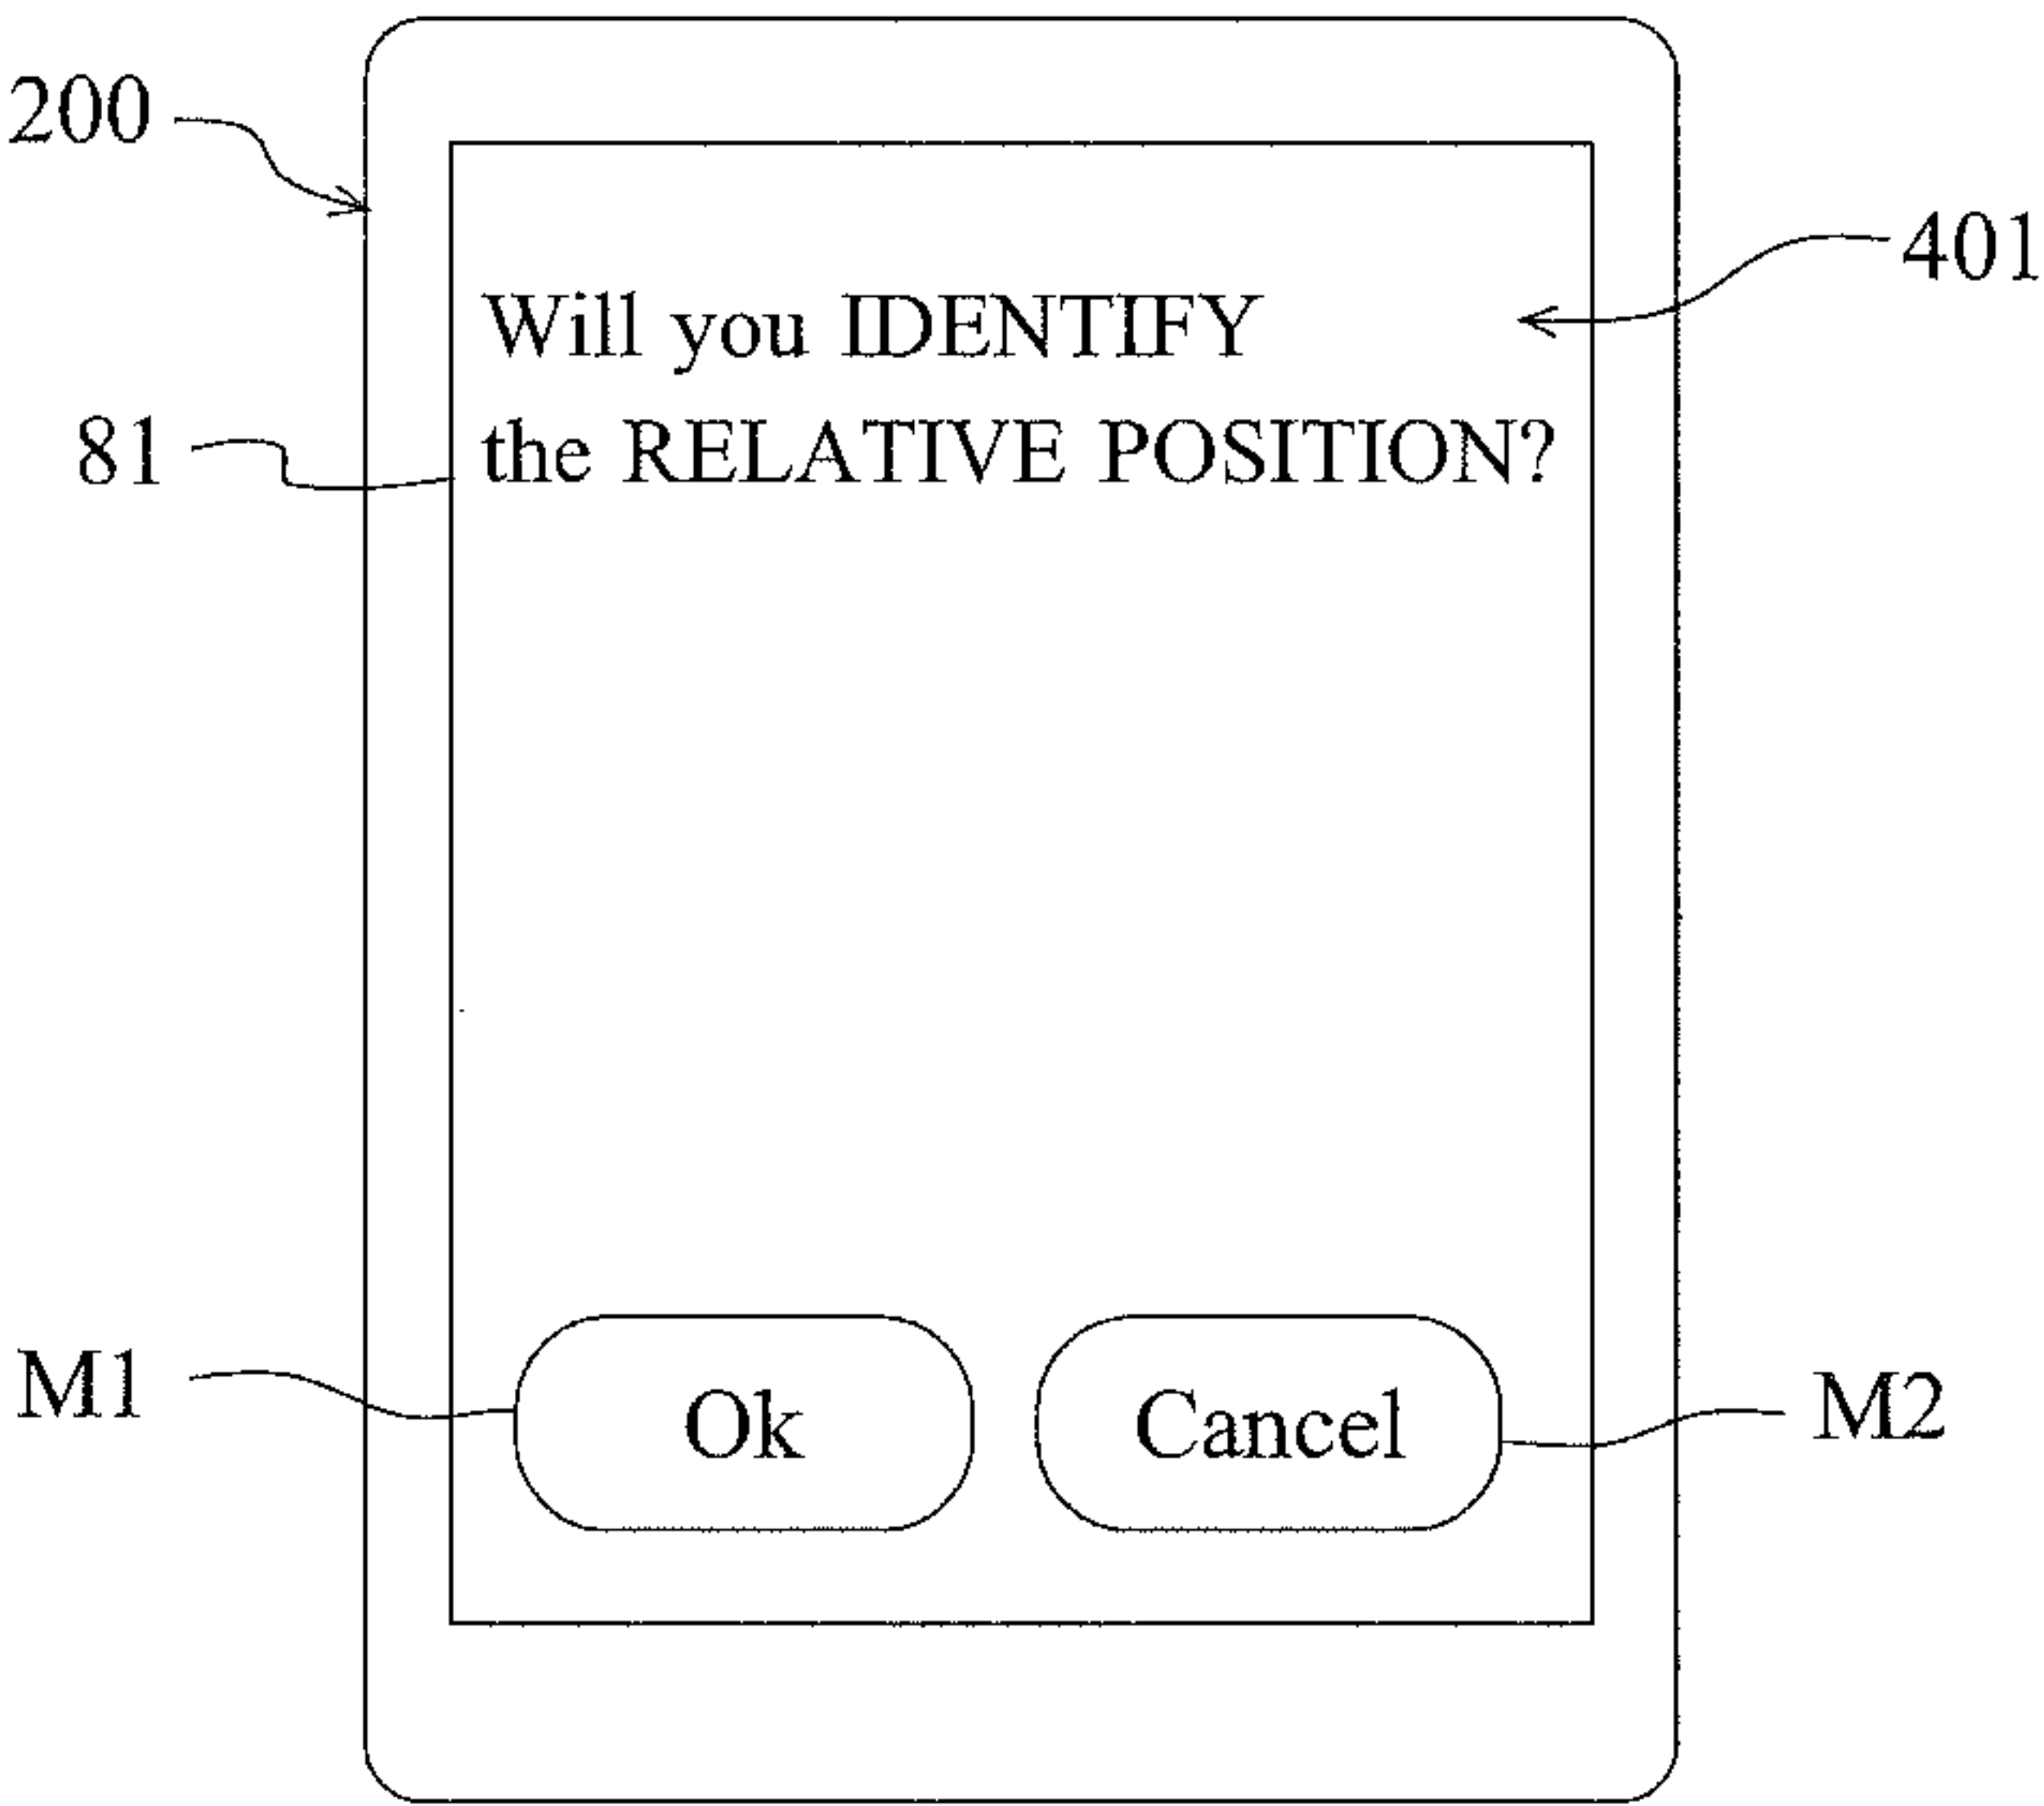 200
401
Will you IDENTIFY
the RELATIVE POSITION?
81
M1
Ok
Cancel
M2